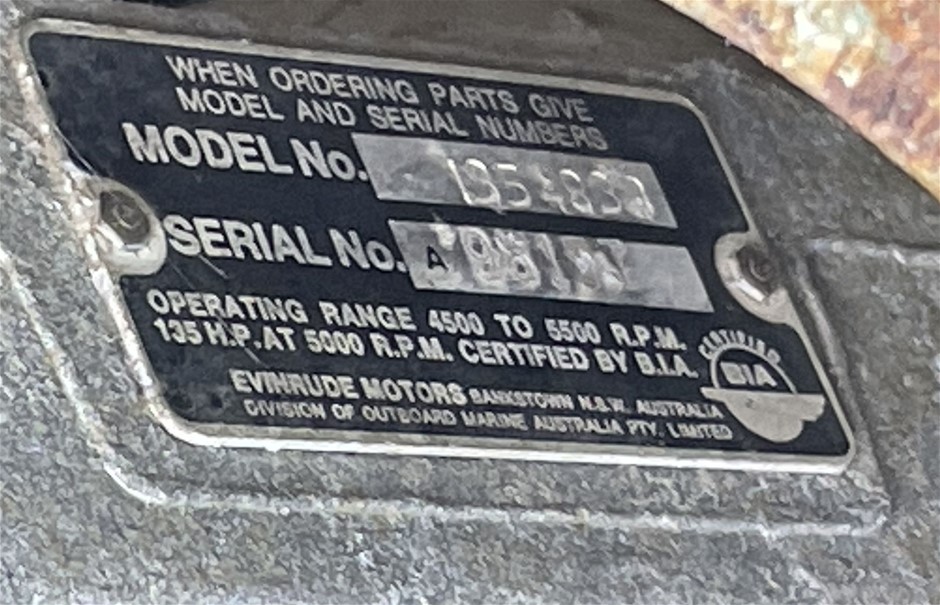 WHEN ORDERING PARTS GIVE
MODEL AND SERIAL NUMBERS
MODEL No.
SERIAL No. A
OPERATING RANGE 4500 TO 5500 R.P.M.
135 H.P. AT 5000 R.P.M. CERTIFIED BY B.I.A.
CERTIFIED
BIA
EVINRUDE MOTORS BANKSTOWN N.S.W. AUSTRALIA
DIVISION OF OUTBOARD MARINE AUSTRALIA PTY. LIMITED